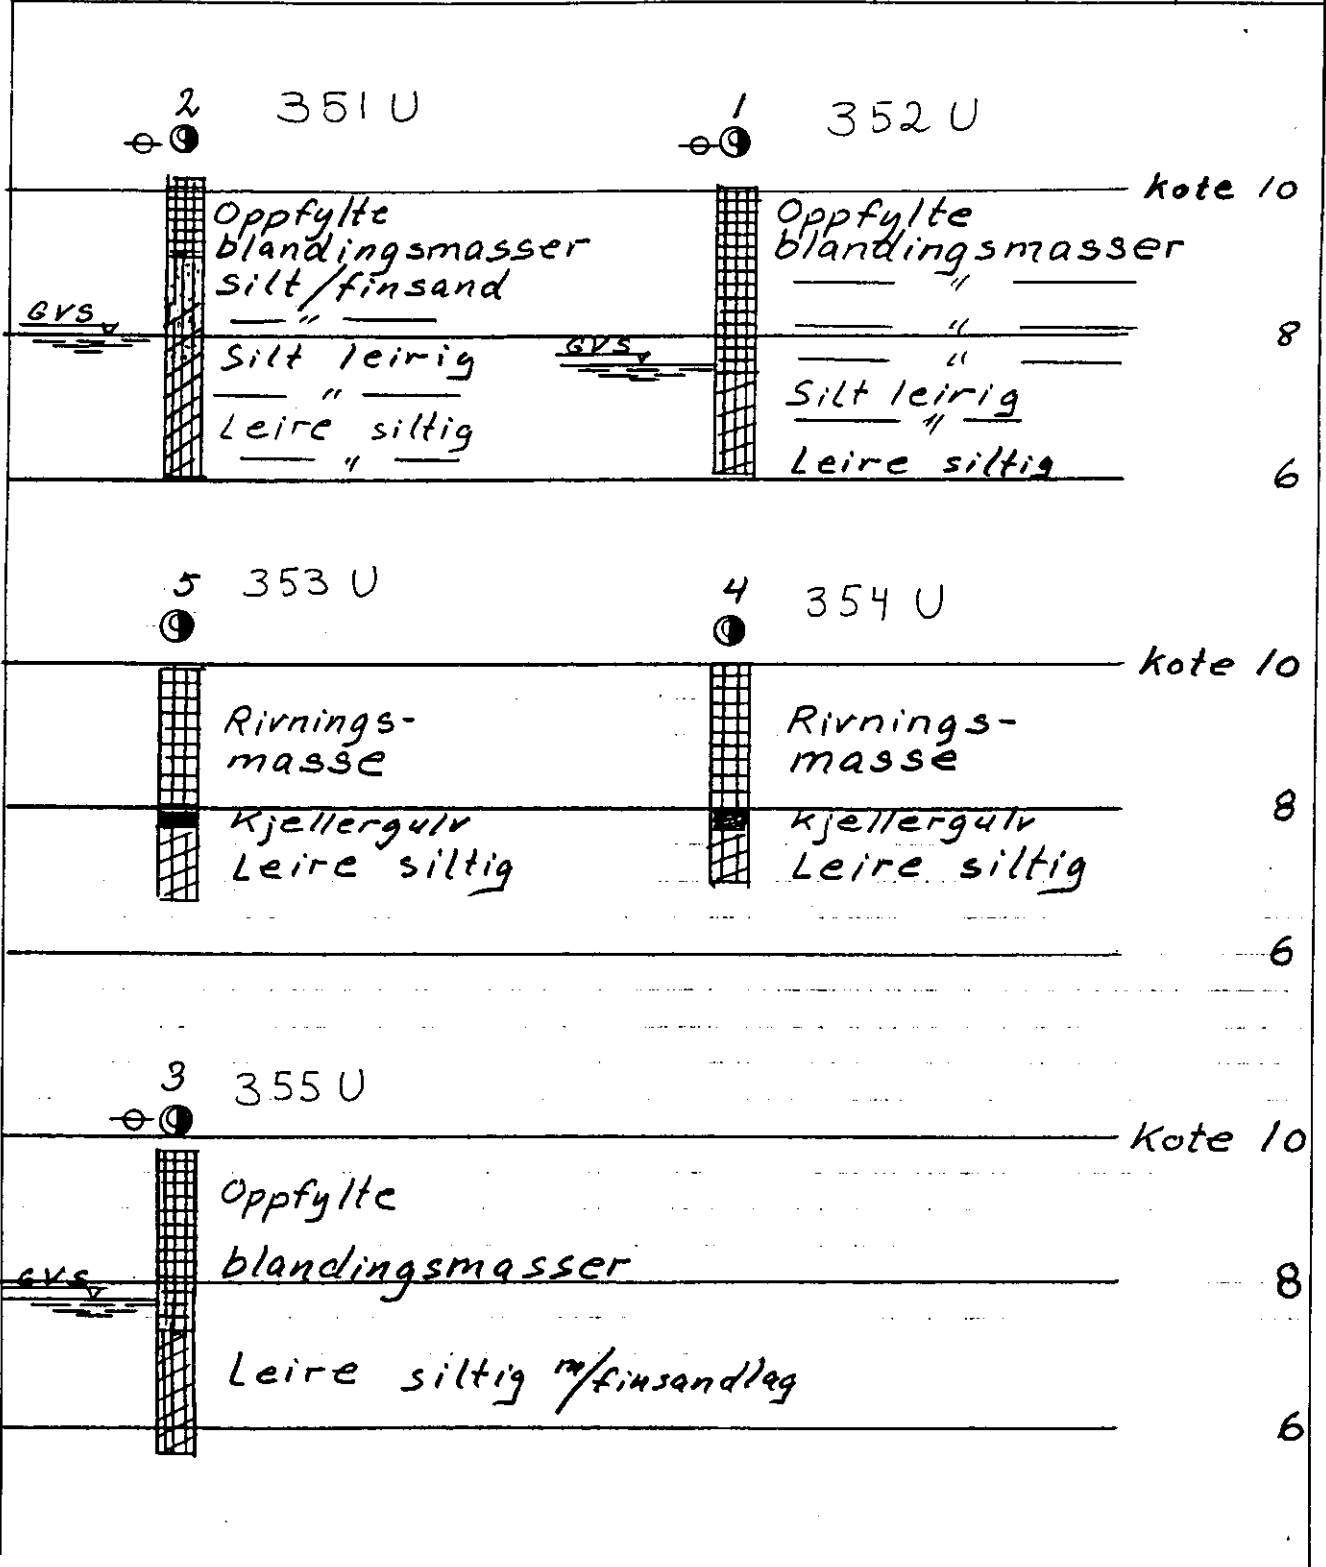 2 351 U
1 352 U
kote 10
Oppfylte
blandingsmasser
Silt/finsand
— " —
Silt leirig
— " —
Leire siltig
— " —
GVS
Oppfylte
blandingsmasser
— " —
— " —
— " —
Silt leirig
— " —
Leire siltig
GVS
8
6
5 353 U
4 354 U
kote 10
Rivnings-
masse
Kjellergulv
Leire siltig
Rivnings-
masse
Kjellergulv
Leire siltig
8
6
3 355 U
Kote 10
Oppfylte
blandingsmasser
GVS
8
Leire siltig m/finsandlag
6